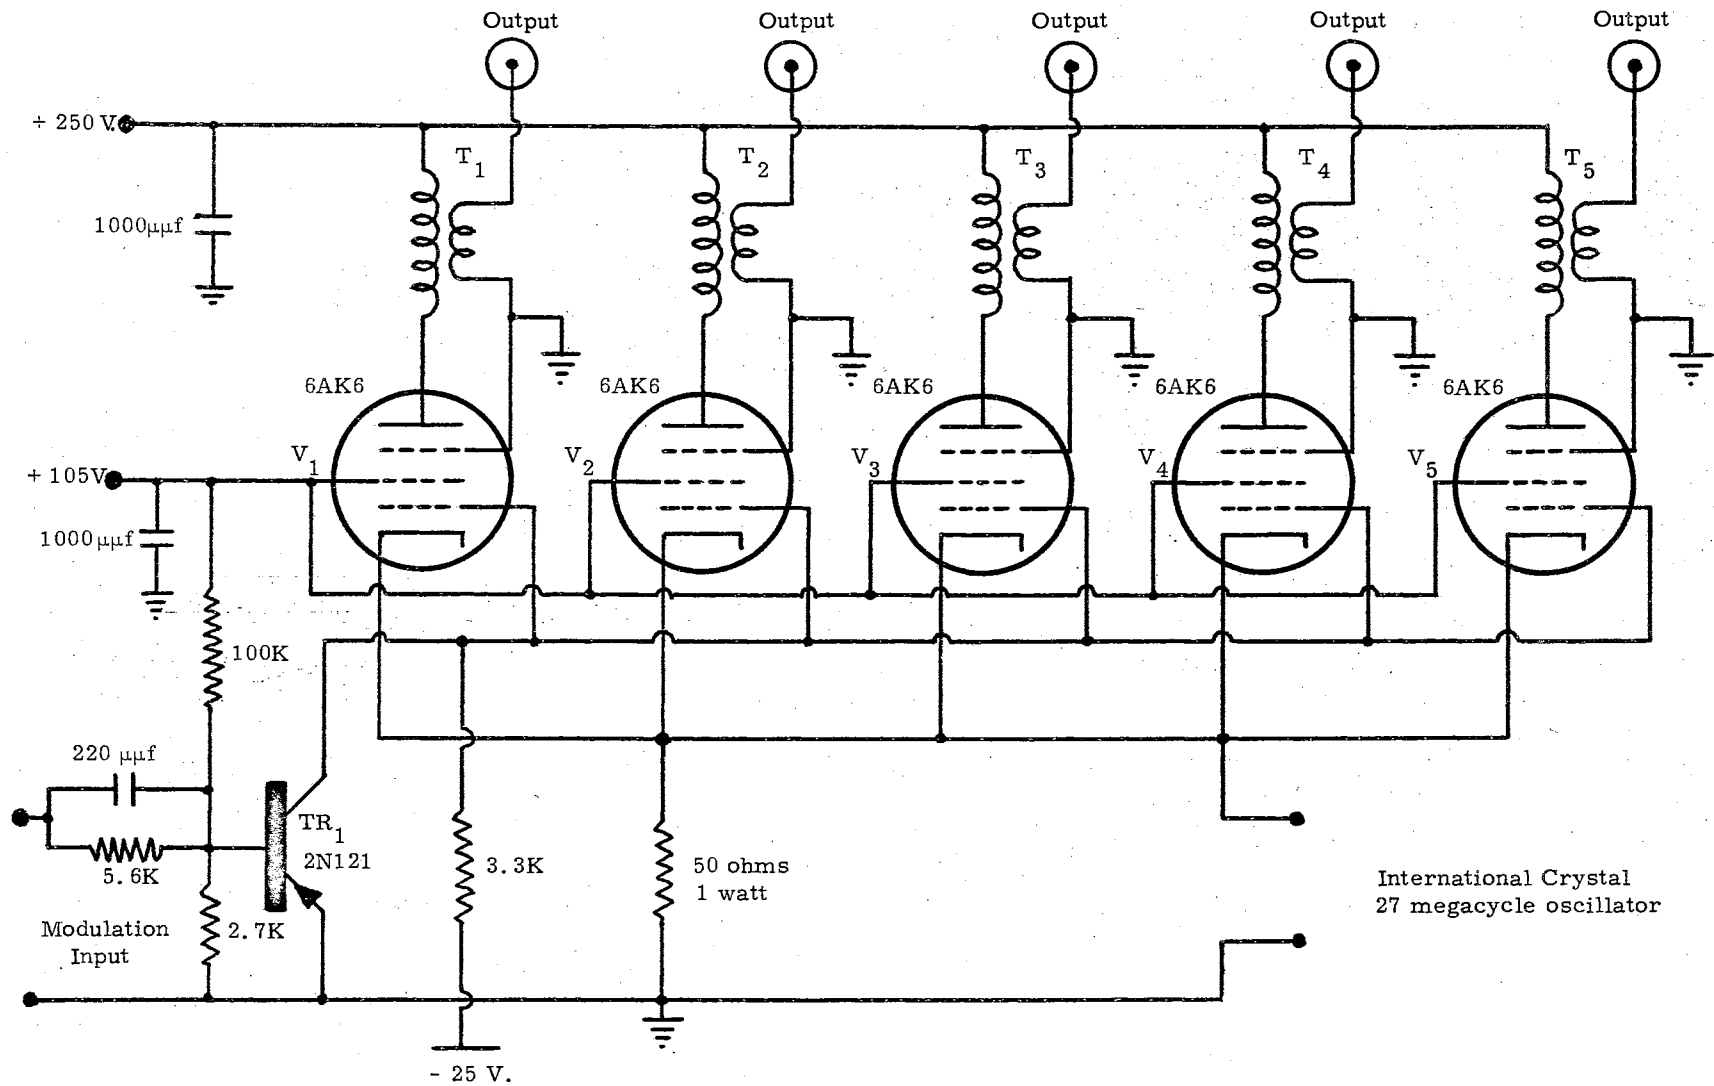 Output Output Output Output Output
+ 250 V.
T1 T2 T3 T4 T5
1000μμf
6AK6 6AK6 6AK6 6AK6 6AK6
V1 V2 V3 V4 V5
+ 105V
1000μμf
100K
220 μμf
TR1
2N121
5.6K
3.3K
50 ohms
1 watt
International Crystal
27 megacycle oscillator
2.7K
Modulation
Input
- 25 V.